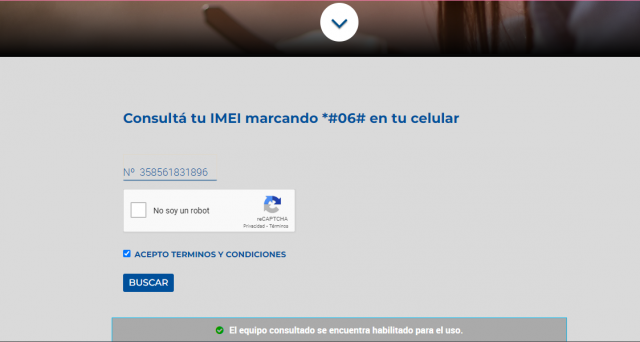 Consultá tu IMEI marcando *#06# en tu celular
Nº 358561831896
No soy un robot
reCAPTCHA
Privacidad - Términos
ACEPTO TERMINOS Y CONDICIONES
BUSCAR
El equipo consultado se encuentra habilitado para el uso.